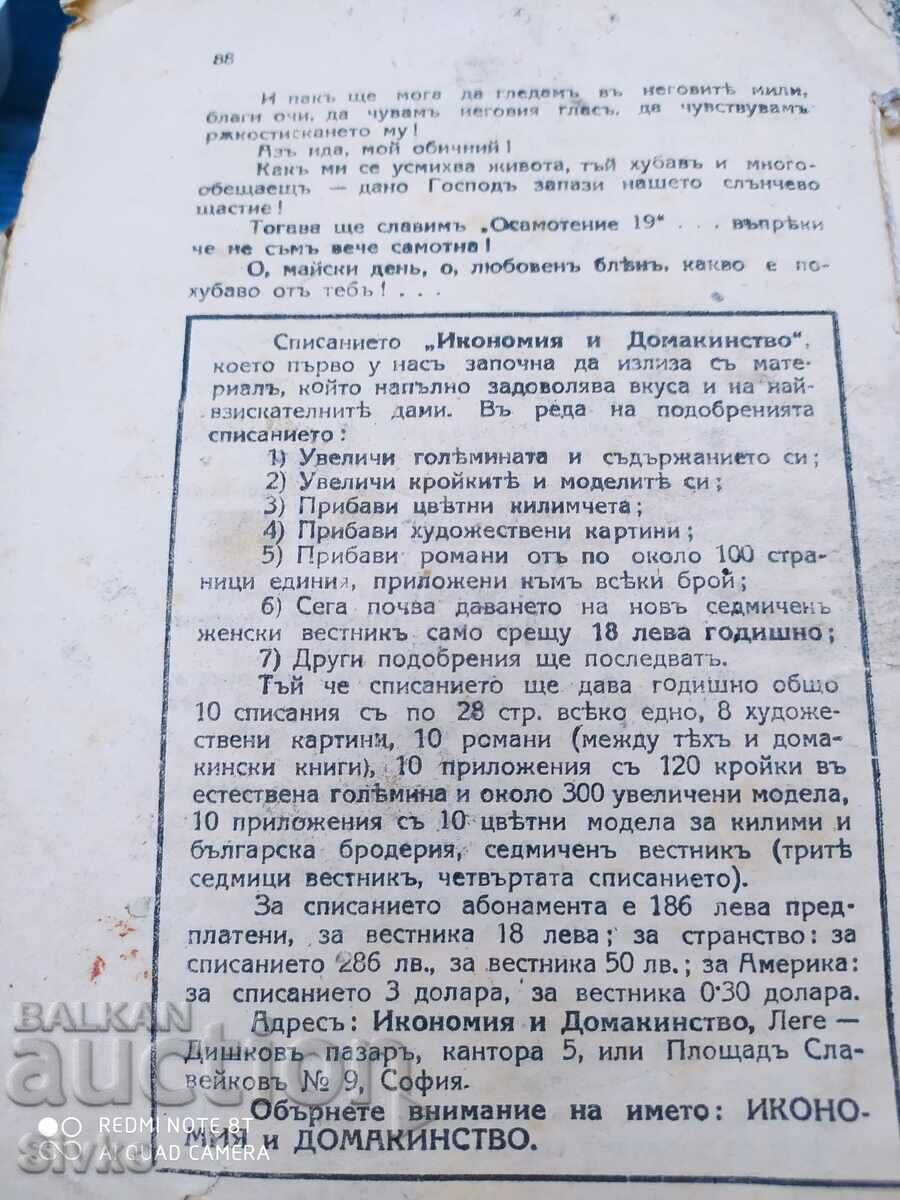 88
И пакъ ще мога да гледамъ въ неговитѣ мили,
благи очи, да чувамъ неговия гласъ, да чувствувамъ
рѫкостискането му!
Азъ ида, мой обичний!
Какъ ми се усмихва живота, тъй хубавъ и много-
обещаещъ — дано Господъ запази нашето слънчево
щастие!
Тогава ще славимъ „Осамотение 19“ . . . въпрѣки
че не съмъ вече самотна!
О, майски день, о, любовенъ блѣнъ, какво е по-
хубаво отъ тебъ! . . .
Списанието „Икономия и Домакинство“,
което първо у насъ започна да излиза съ мате-
риалъ, който напълно задоволява вкуса и на най-
взискателнитѣ дами. Въ реда на подобренията
списанието:
1) Увеличи голѣмината и съдържанието си;
2) Увеличи кройкитѣ и моделитѣ си;
3) Прибави цвѣтни килимчета;
4) Прибави художествени картини;
5) Прибави романи отъ по около 100 стра-
ници единия, приложени къмъ всѣки брой;
6) Сега почва даването на новъ седмиченъ
женски вестникъ само срещу 18 лева годишно;
7) Други подобрения ще последватъ.
Тъй че списанието ще дава годишно общо
10 списания съ по 28 стр. всѣко едно, 8 художе-
ствени картини, 10 романи (между тѣхъ и дома-
кински книги), 10 приложения съ 120 кройки въ
естествена голѣмина и около 300 увеличени модела,
10 приложения съ 10 цвѣтни модела за килими и
българска бродерия, седмиченъ вестникъ (тритѣ
седмици вестникъ, четвъртата списанието).
За списанието абонамента е 186 лева пред-
платени, за вестника 18 лева; за странство: за
списанието 286 лв., за вестника 50 лв.; за Америка:
за списанието 3 долара, за вестника 0·30 долара.
Адресъ: Икономия и Домакинство, Леге —
Дишковъ пазаръ, кантора 5, или Площадъ Сла-
вейковъ № 9, София.
Обърнете внимание на името: ИКОНО-
МИЯ и ДОМАКИНСТВО.
BALKAN
auction
REDMI NOTE 8T
AI QUAD CAMERA
sivko